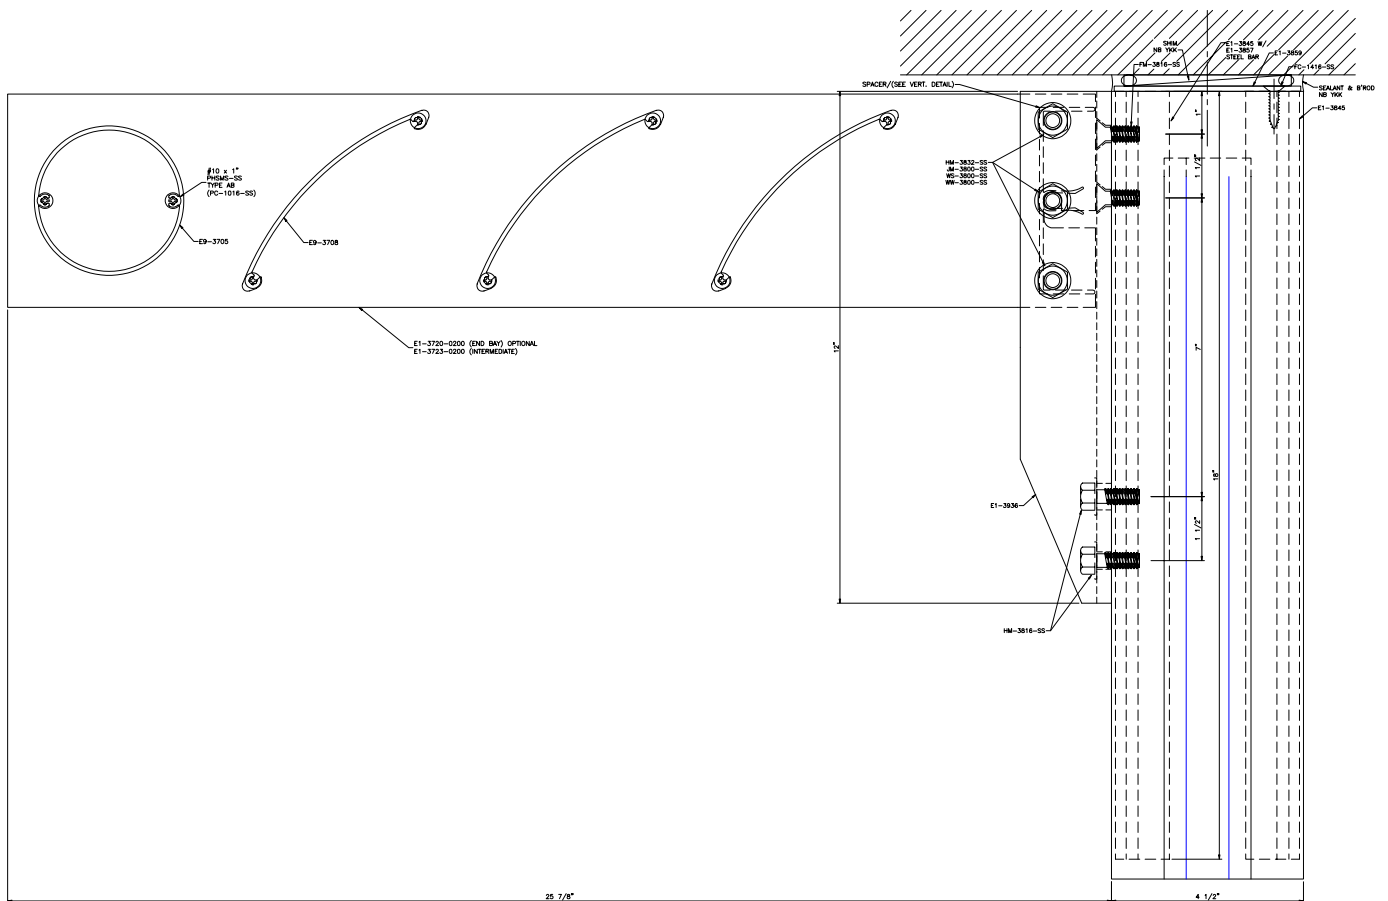 SHIM
NB YKK
E1-3845 W/
E1-3857
STEEL BAR
E1-3859
FM-3816-SS
FC-1416-SS
SPACER/(SEE VERT. DETAIL)
SEALANT & B'ROD
NB YKK
E1-3845
1"
#10 x 1"
PHSMS-SS
TYPE AB
(PC-1016-SS)
HM-3832-SS
JM-3800-SS
WS-3800-SS
WW-3800-SS
1 1/2"
E9-3705
E9-3708
E1-3720-0200 (END BAY) OPTIONAL
E1-3723-0200 (INTERMEDIATE)
12"
7"
18"
E1-3936
1 1/2"
HM-3816-SS
25 7/8"
4 1/2"